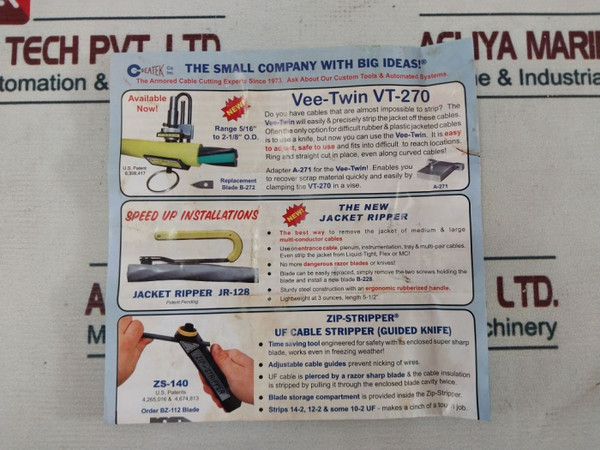 TECH PVT. LTD.
Automation &
CREATEK
THE SMALL COMPANY WITH BIG IDEAS!®
The Armored Cable Cutting Experts Since 1973. Ask About Our Custom Tools & Automated Systems.
Available
Now!
NEW!
Range 5/16"
to 2-1/8" O.D.
U.S. Patent
6,308,417
Replacement
Blade B-272
Vee-Twin VT-270
Do you have cables that are almost impossible to strip? The
Vee-Twin will easily & precisely strip the jacket off these cables.
Often the only option for difficult rubber & plastic jacketed cables
is to use a knife, but now you can use the Vee-Twin. It is easy
to adjust, safe to use and fits into difficult to reach locations.
Ring and straight cut in place, even along curved cables!
Adapter A-271 for the Vee-Twin! Enables you
to recover scrap material quickly and easily by
clamping the VT-270 in a vise.
A-271
SPEED UP INSTALLATIONS
JACKET RIPPER JR-128
Patent Pending
NEW!
THE NEW
JACKET RIPPER
• The best way to remove the jacket of medium & large
multi-conductor cables
• Use on entrance cable, plenum, instrumentation, tray & multi-pair cables.
Even strip the jacket from Liquid-Tight, Flex or MC!
• No more dangerous razor blades or knives!
• Blade can be easily replaced, simply remove the two screws holding the
blade and install a new blade B-228.
• Sturdy steel construction with an ergonomic rubberized handle.
• Lightweight at 3 ounces, length 5-1/2"
ZS-140
U.S. Patents
4,265,016 & 4,674,813
Order BZ-112 Blade
ZIP-STRIPPER®
UF CABLE STRIPPER (GUIDED KNIFE)
• Time saving tool engineered for safety with its enclosed super sharp
blade, works even in freezing weather!
• Adjustable cable guides prevent nicking of wires.
• UF cable is pierced by a razor sharp blade & the cable insulation
is stripped by pulling it through the enclosed blade cavity twice.
• Blade storage compartment is provided inside the Zip-Stripper.
• Strips 14-2, 12-2 & some 10-2 UF - makes a cinch of a tough job.
AELIYA MARI
& Industria
LTD.
chinery